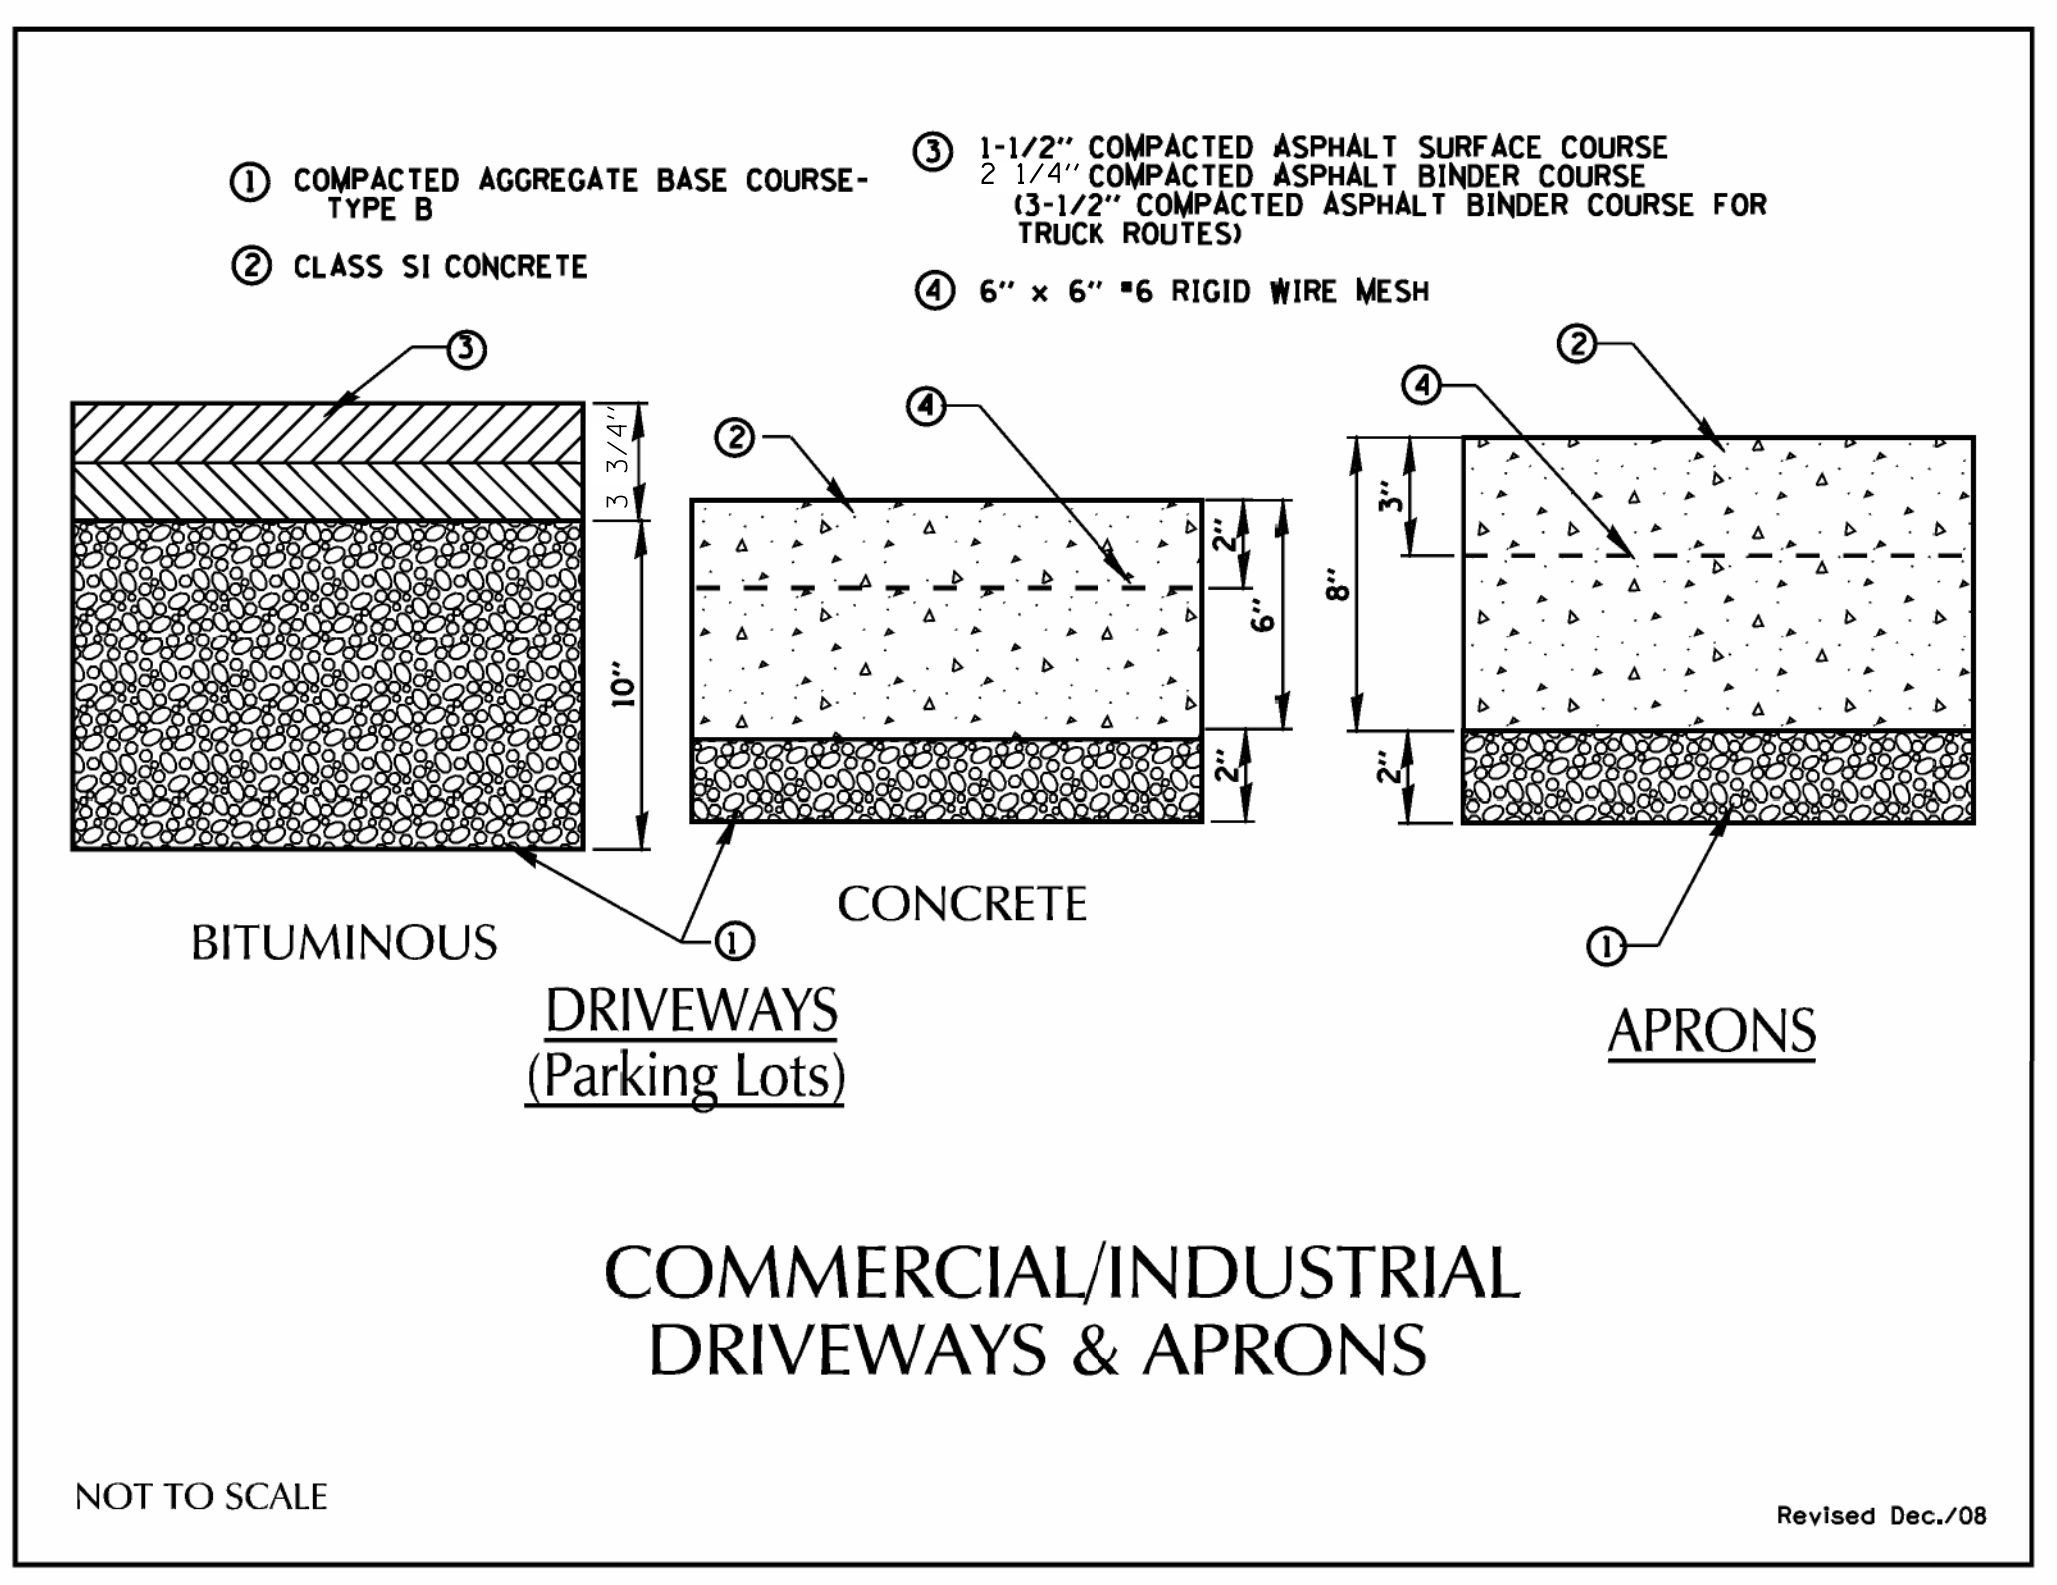 ① COMPACTED AGGREGATE BASE COURSE-
TYPE B
② CLASS SI CONCRETE
③ 1-1/2" COMPACTED ASPHALT SURFACE COURSE
2 1/4" COMPACTED ASPHALT BINDER COURSE
(3-1/2" COMPACTED ASPHALT BINDER COURSE FOR
TRUCK ROUTES)
④ 6" x 6" #6 RIGID WIRE MESH
③
3 3/4"
10"
BITUMINOUS
②
④
2"
6"
2"
CONCRETE
①
DRIVEWAYS
(Parking Lots)
②
④
3"
8"
2"
①
APRONS
COMMERCIAL/INDUSTRIAL
DRIVEWAYS & APRONS
NOT TO SCALE
Revised Dec./08